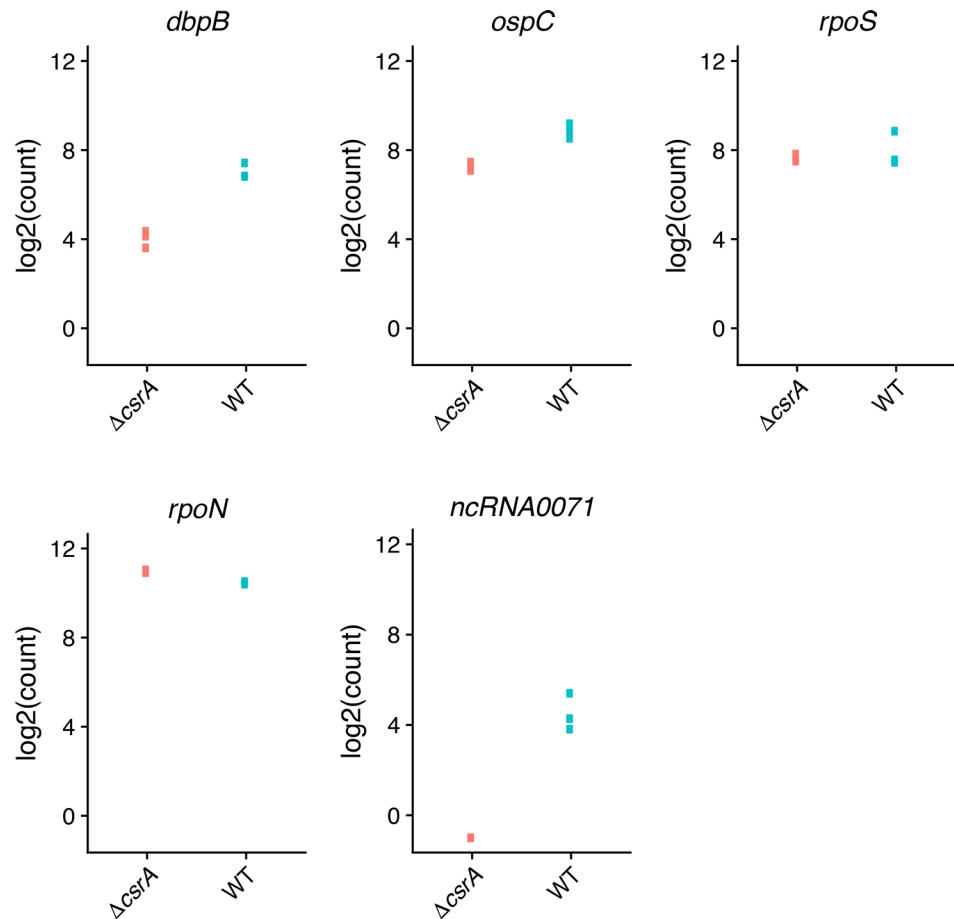 dbpB
ospC
rpoS
12
8
4
0
log2(count)
ΔcsrA
WT
12
8
4
0
log2(count)
ΔcsrA
WT
12
8
4
0
log2(count)
ΔcsrA
WT
rpoN
ncRNA0071
12
8
4
0
log2(count)
ΔcsrA
WT
12
8
4
0
log2(count)
ΔcsrA
WT